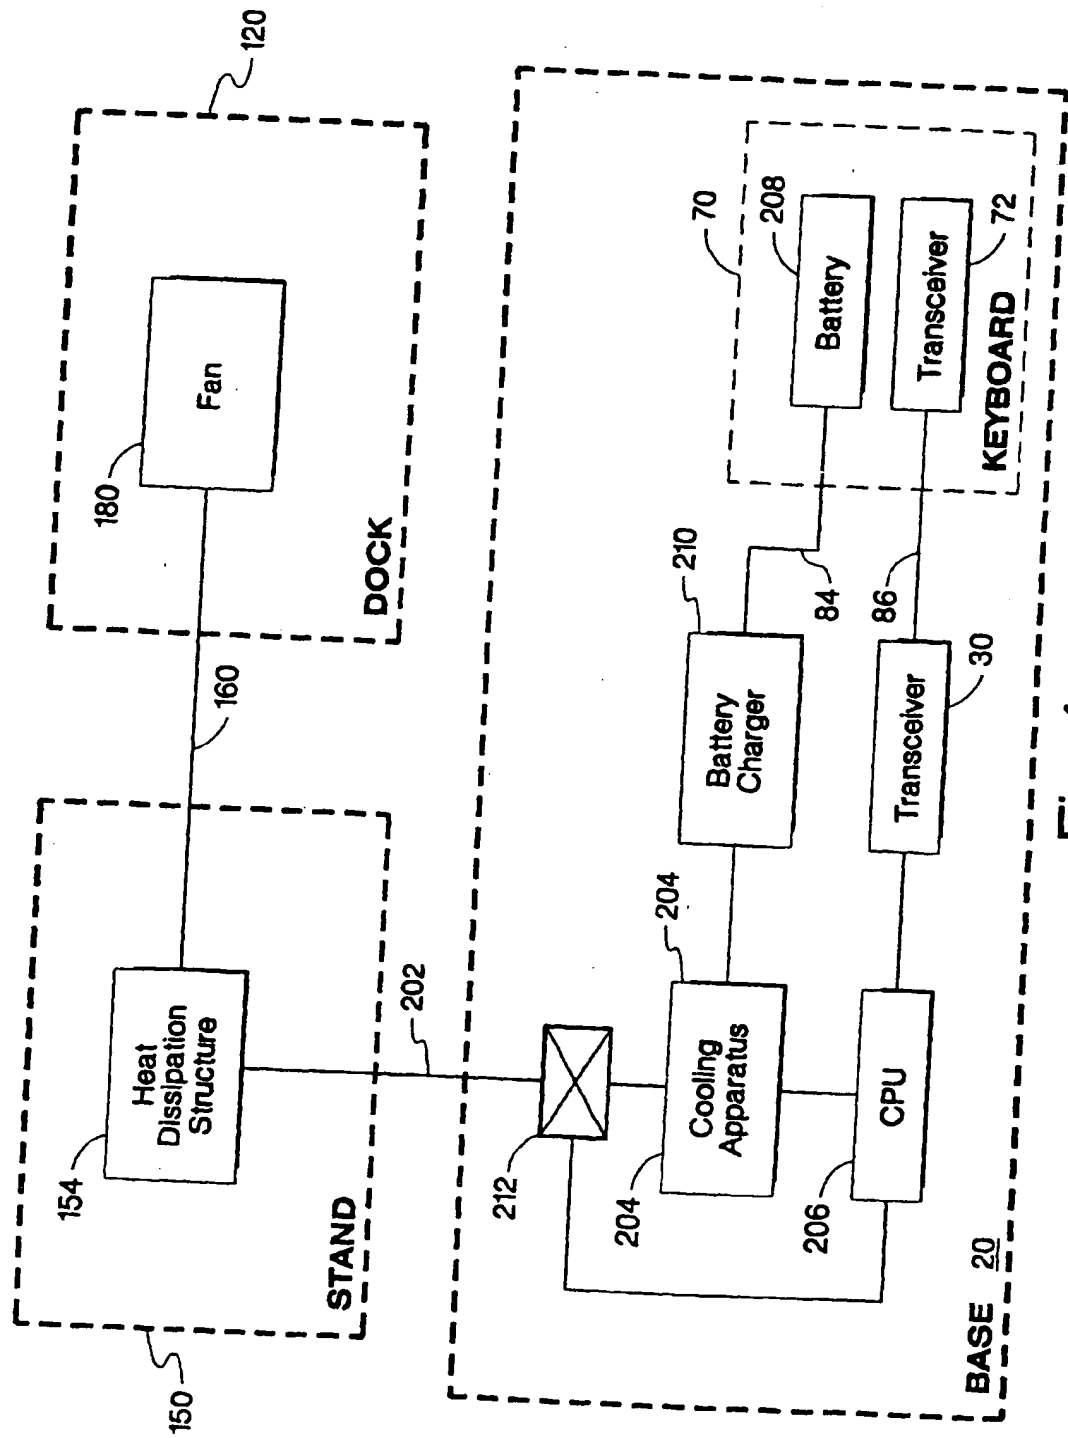 120
180
Fan
DOCK
160
154
Heat
Dissipation
Structure
STAND
150
202
212
204
204
Cooling
Apparatus
206
CPU
210
Battery
Charger
Transceiver
30
84
86
70
208
Battery
Transceiver
72
KEYBOARD
BASE 20